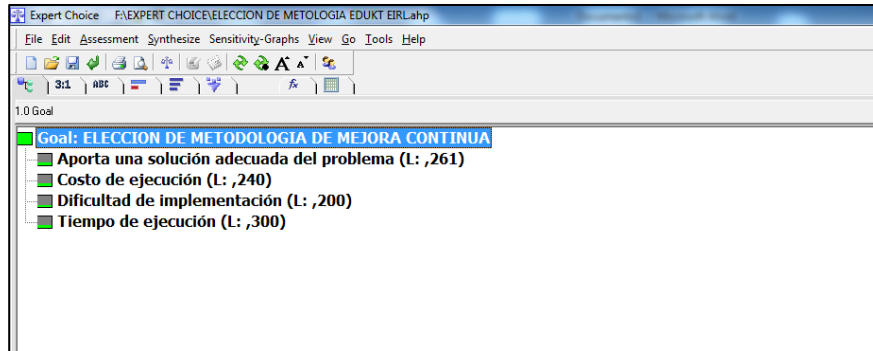 Expert Choice F:\EXPERT CHOICE\ELECCION DE METOLOGIA EDUKT EIRL.ahp
File Edit Assessment Synthesize Sensitivity-Graphs View Go Tools Help
A A
3:1 ABC fx
1.0 Goal
Goal: ELECCION DE METODOLOGIA DE MEJORA CONTINUA
Aporta una solución adecuada del problema (L: ,261)
Costo de ejecución (L: ,240)
Dificultad de implementación (L: ,200)
Tiempo de ejecución (L: ,300)